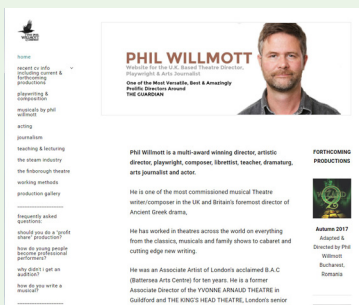 PHIL WILLMOTT
home
recent cv info
including current &
forthcoming
productions
playwriting &
composition
musicals by phil
willmott
acting
journalism
teaching & lecturing
the steam industry
the finborough theatre
working methods
production gallery
frequently asked
questions:
should you do a "profit
share" production?
how do young people
become professional
performers?
why didn't i get an
audition?
how do you write a
musical?
PHIL WILLMOTT
Website for the U.K. Based Theatre Director,
Playwright & Arts Journalist
One of the Most Versatile, Best & Amazingly
Prolific Directors Around
THE GUARDIAN
Phil Willmott is a multi-award winning director, artistic
director, playwright, composer, librettist, teacher, dramaturg,
arts journalist and actor.
He is one of the most commissioned musical Theatre
writer/composer in the UK and Britain's foremost director of
Ancient Greek drama,
He has worked in theatres across the world on everything
from the classics, musicals and family shows to cabaret and
cutting edge new writing.
He was an Associate Artist of London's acclaimed B.A.C
(Battersea Arts Centre) for ten years. He is a former
Associate Director of the YVONNE ARNAUD THEATRE in
Guildford and THE KING'S HEAD THEATRE, London's senior
FORTHCOMING
PRODUCTIONS
Autumn 2017
Adapted &
Directed by Phil
Willmott
Bucharest,
Romania